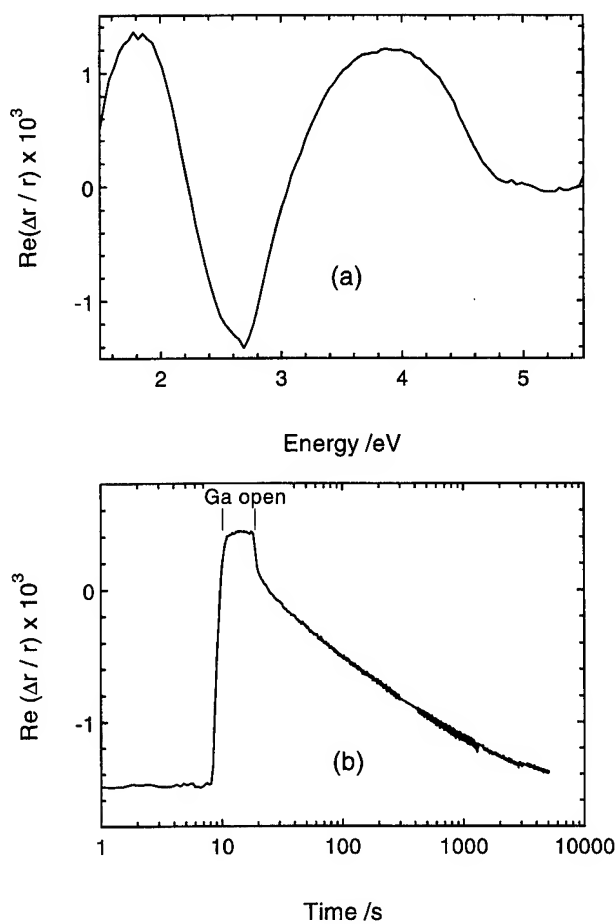 Re(Δr / r) x 10³
1
0
-1
(a)
2
3
4
5
Energy /eV
Ga open
Re (Δr / r) x 10³
0
-1
(b)
1
10
100
1000
10000
Time /s